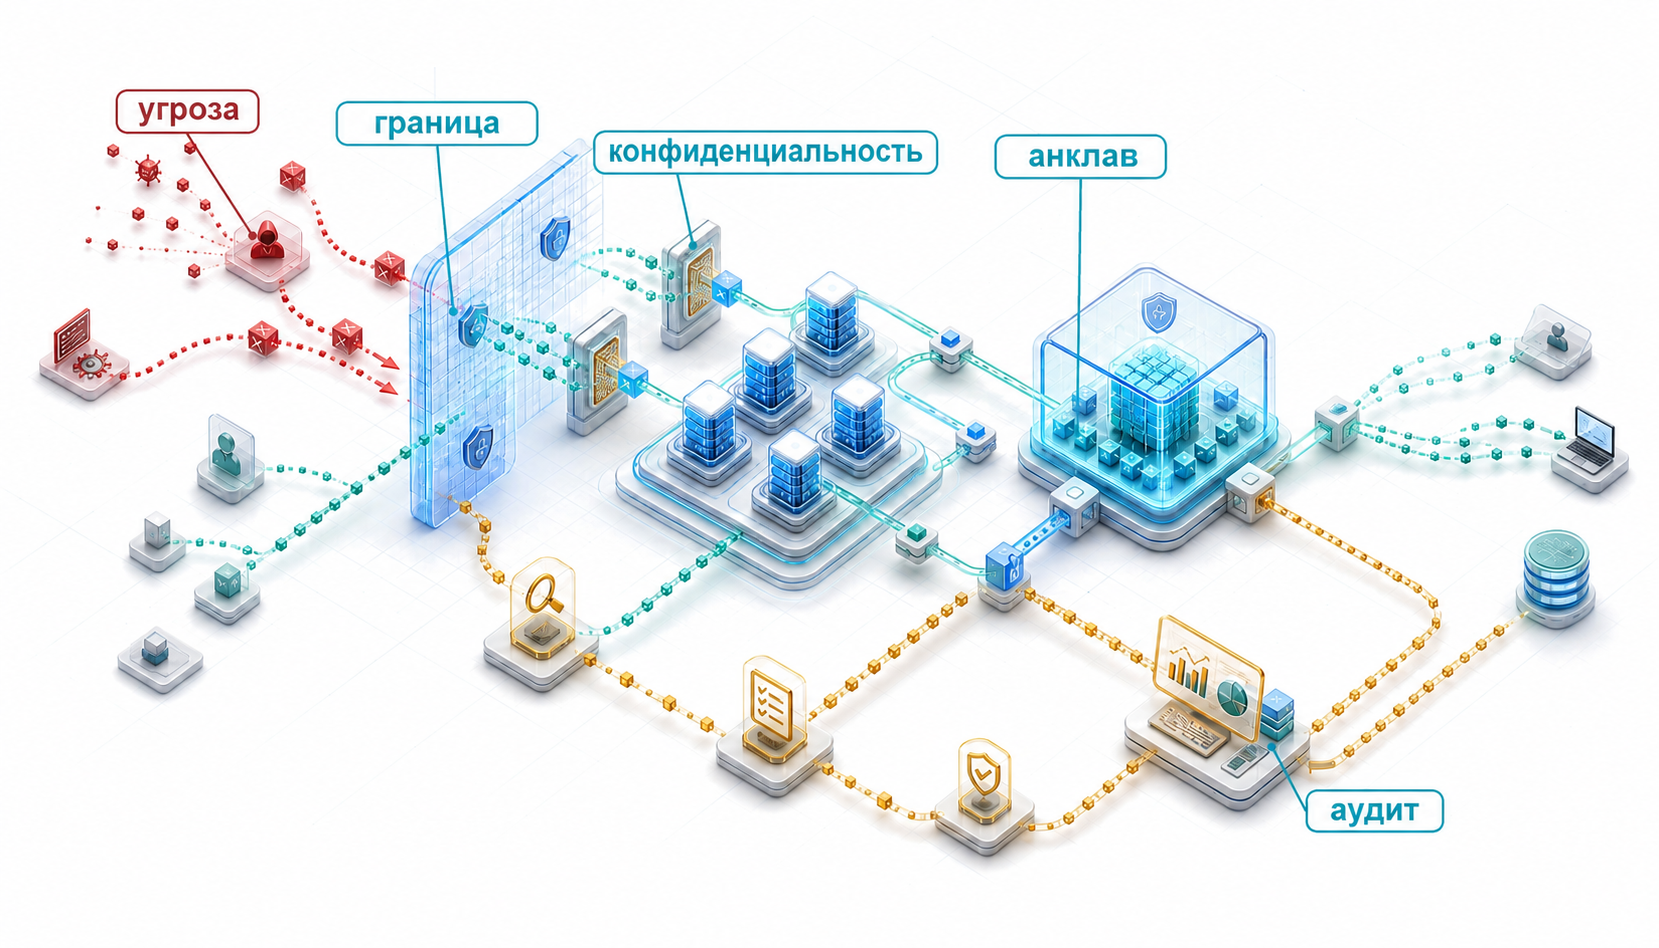 угроза
граница
конфиденциальность
анклав
аудит